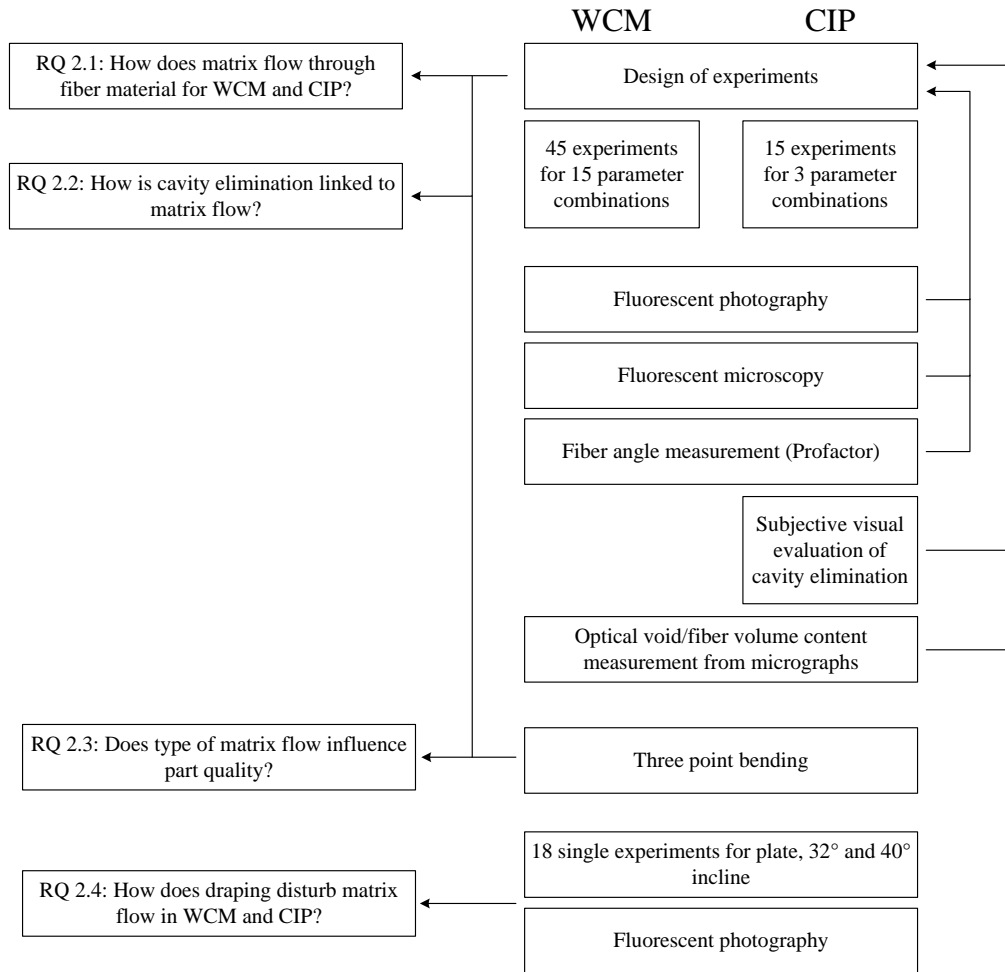 WCM
CIP
RQ 2.1: How does matrix flow through
fiber material for WCM and CIP?
Design of experiments
45 experiments
for 15 parameter
combinations
15 experiments
for 3 parameter
combinations
RQ 2.2: How is cavity elimination linked to
matrix flow?
Fluorescent photography
Fluorescent microscopy
Fiber angle measurement (Profactor)
Subjective visual
evaluation of
cavity elimination
Optical void/fiber volume content
measurement from micrographs
RQ 2.3: Does type of matrix flow influence
part quality?
Three point bending
18 single experiments for plate, 32° and 40°
incline
RQ 2.4: How does draping disturb matrix
flow in WCM and CIP?
Fluorescent photography